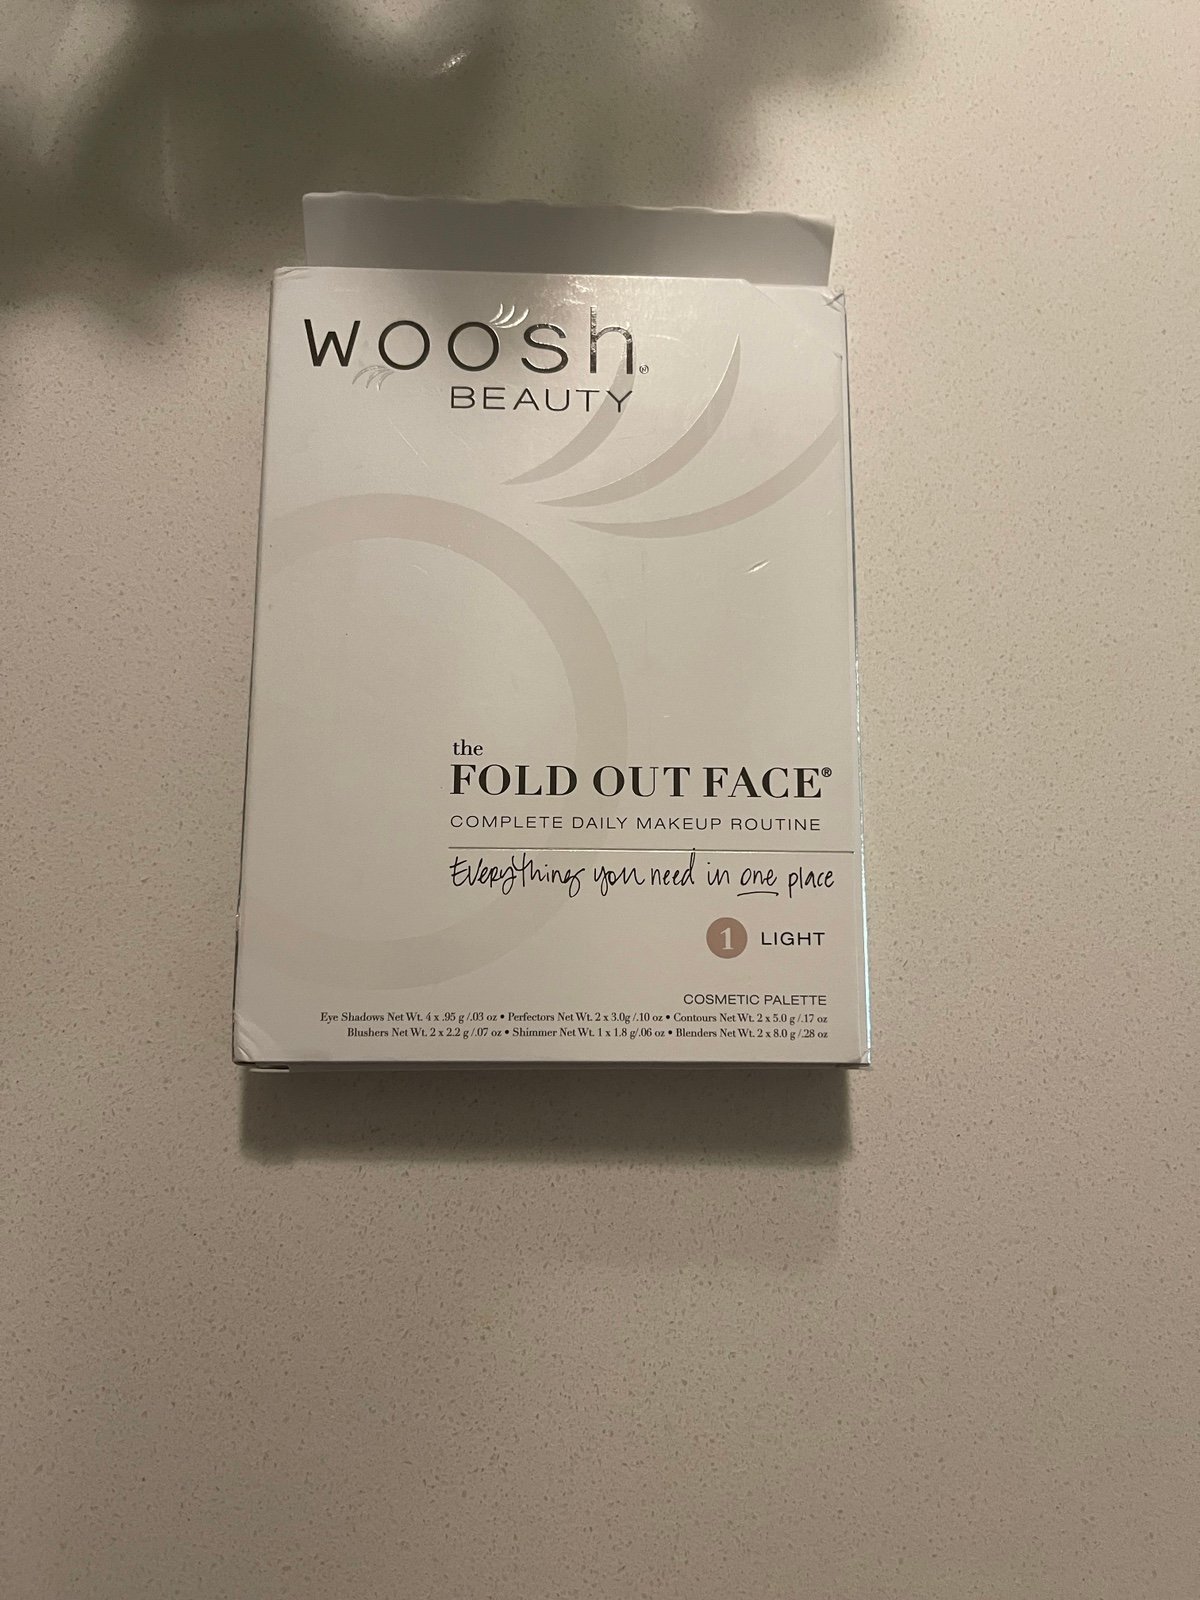 woosh®
BEAUTY
the
FOLD OUT FACE®
COMPLETE DAILY MAKEUP ROUTINE
Everything you need in one place
1 LIGHT
COSMETIC PALETTE
Eye Shadows Net Wt. 4 x .95 g /.03 oz • Perfectors Net Wt. 2 x 3.0g /.10 oz • Contours Net Wt. 2 x 5.0 g /.17 oz
Blushers Net Wt. 2 x 2.2 g /.07 oz • Shimmer Net Wt. 1 x 1.8 g/.06 oz • Blenders Net Wt. 2 x 8.0 g /.28 oz